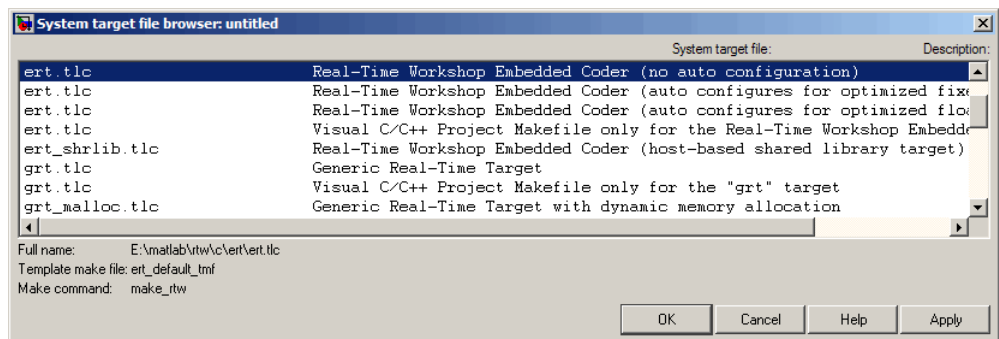 System target file browser: untitled
System target file: Description:
ert.tlc Real-Time Workshop Embedded Coder (no auto configuration)
ert.tlc Real-Time Workshop Embedded Coder (auto configures for optimized fixe
ert.tlc Real-Time Workshop Embedded Coder (auto configures for optimized floa
ert.tlc Visual C/C++ Project Makefile only for the Real-Time Workshop Embedde
ert_shrlib.tlc Real-Time Workshop Embedded Coder (host-based shared library target)
grt.tlc Generic Real-Time Target
grt.tlc Visual C/C++ Project Makefile only for the "grt" target
grt_malloc.tlc Generic Real-Time Target with dynamic memory allocation
Full name: E:\matlab\rtw\c\ert\ert.tlc
Template make file: ert_default_tmf
Make command: make_rtw
OK Cancel Help Apply